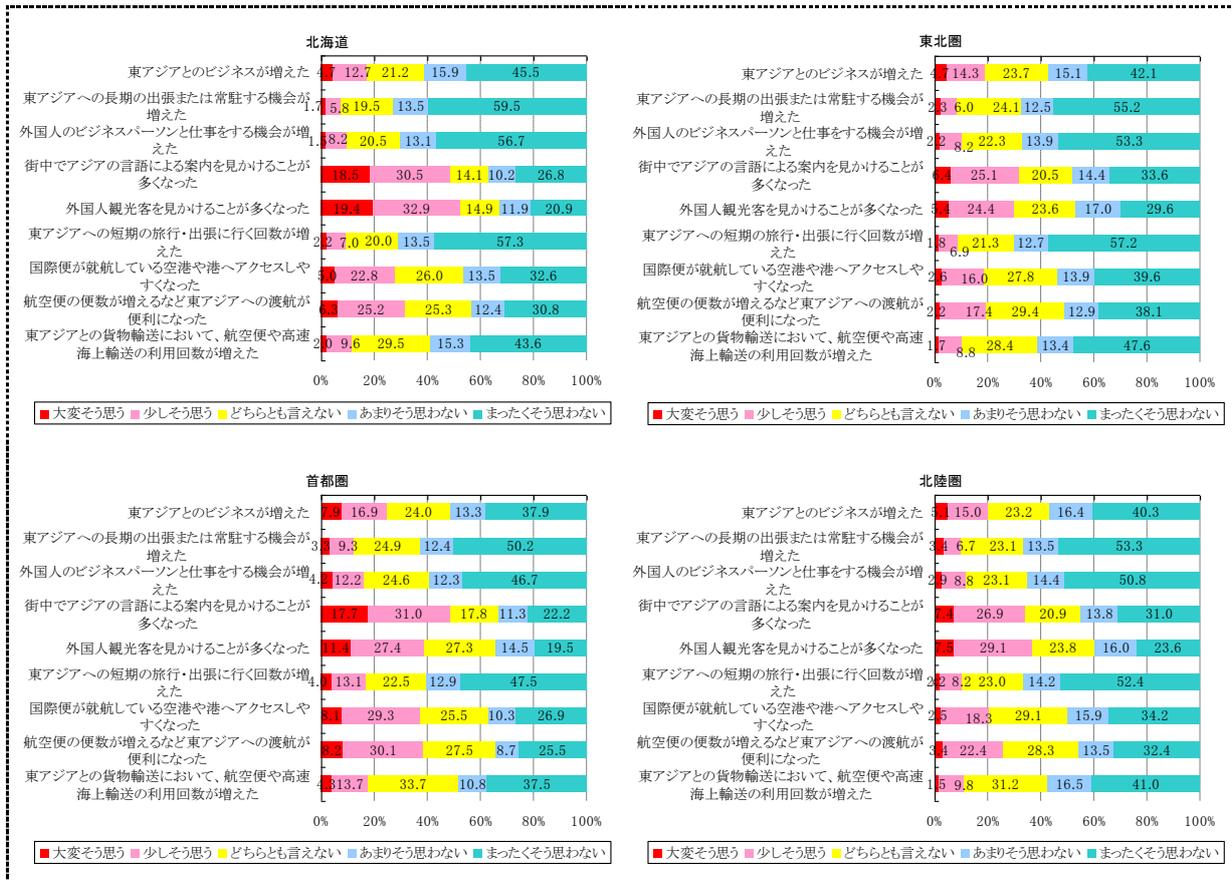 北海道
東アジアとのビジネスが増えた 4.7 12.7 21.2 15.9 45.5
東アジアへの長期の出張または常駐する機会が
増えた 1.7 5.8 19.5 13.5 59.5
外国人のビジネスパーソンと仕事をする機会が増
えた 8.2 20.5 13.1 56.7
街中でアジアの言語による案内を見かけることが
多くなった 18.5 30.5 14.1 10.2 26.8
外国人観光客を見かけることが多くなった 19.4 32.9 14.9 11.9 20.9
東アジアへの短期の旅行・出張に行く回数が増
えた 2.2 7.0 20.0 13.5 57.3
国際便が就航している空港や港へアクセスしや
すくなった 5.0 22.8 26.0 13.5 32.6
航空便の便数が増えるなど東アジアへの渡航が
便利になった 6.3 25.2 25.3 12.4 30.8
東アジアとの貨物輸送において、航空便や高速
海上輸送の利用回数が増えた 2.0 9.6 29.5 15.3 43.6
0% 20% 40% 60% 80% 100%
大変そう思う 少しそう思う どちらとも言えない あまりそう思わない まったくそう思わない
東北圏
東アジアとのビジネスが増えた 4.7 14.3 23.7 15.1 42.1
東アジアへの長期の出張または常駐する機会が
増えた 2.3 6.0 24.1 12.5 55.2
外国人のビジネスパーソンと仕事をする機会が増
えた 2.2 8.2 22.3 13.9 53.3
街中でアジアの言語による案内を見かけることが
多くなった 6.4 25.1 20.5 14.4 33.6
外国人観光客を見かけることが多くなった 5.4 24.4 23.6 17.0 29.6
東アジアへの短期の旅行・出張に行く回数が増
えた 1.8 6.9 21.3 12.7 57.2
国際便が就航している空港や港へアクセスしや
すくなった 2.6 16.0 27.8 13.9 39.6
航空便の便数が増えるなど東アジアへの渡航が
便利になった 2.2 17.4 29.4 12.9 38.1
東アジアとの貨物輸送において、航空便や高速
海上輸送の利用回数が増えた 1.7 8.8 28.4 13.4 47.6
0% 20% 40% 60% 80% 100%
大変そう思う 少しそう思う どちらとも言えない あまりそう思わない まったくそう思わない
首都圏
東アジアとのビジネスが増えた 7.9 16.9 24.0 13.3 37.9
東アジアへの長期の出張または常駐する機会が
増えた 3.3 9.3 24.9 12.4 50.2
外国人のビジネスパーソンと仕事をする機会が増
えた 4.2 12.2 24.6 12.3 46.7
街中でアジアの言語による案内を見かけることが
多くなった 17.7 31.0 17.8 11.3 22.2
外国人観光客を見かけることが多くなった 11.4 27.4 27.3 14.5 19.5
東アジアへの短期の旅行・出張に行く回数が増
えた 4.0 13.1 22.5 12.9 47.5
国際便が就航している空港や港へアクセスしや
すくなった 8.1 29.3 25.5 10.3 26.9
航空便の便数が増えるなど東アジアへの渡航が
便利になった 8.2 30.1 27.5 8.7 25.5
東アジアとの貨物輸送において、航空便や高速
海上輸送の利用回数が増えた 4.3 13.7 33.7 10.8 37.5
0% 20% 40% 60% 80% 100%
大変そう思う 少しそう思う どちらとも言えない あまりそう思わない まったくそう思わない
北陸圏
東アジアとのビジネスが増えた 5.1 15.0 23.2 16.4 40.3
東アジアへの長期の出張または常駐する機会が
増えた 3.4 6.7 23.1 13.5 53.3
外国人のビジネスパーソンと仕事をする機会が増
えた 2.9 8.8 23.1 14.4 50.8
街中でアジアの言語による案内を見かけることが
多くなった 7.4 26.9 20.9 13.8 31.0
外国人観光客を見かけることが多くなった 7.5 29.1 23.8 16.0 23.6
東アジアへの短期の旅行・出張に行く回数が増
えた 2.2 8.2 23.0 14.2 52.4
国際便が就航している空港や港へアクセスしや
すくなった 2.5 18.3 29.1 15.9 34.2
航空便の便数が増えるなど東アジアへの渡航が
便利になった 3.4 22.4 28.3 13.5 32.4
東アジアとの貨物輸送において、航空便や高速
海上輸送の利用回数が増えた 1.5 9.8 31.2 16.5 41.0
0% 20% 40% 60% 80% 100%
大変そう思う 少しそう思う どちらとも言えない あまりそう思わない まったくそう思わない